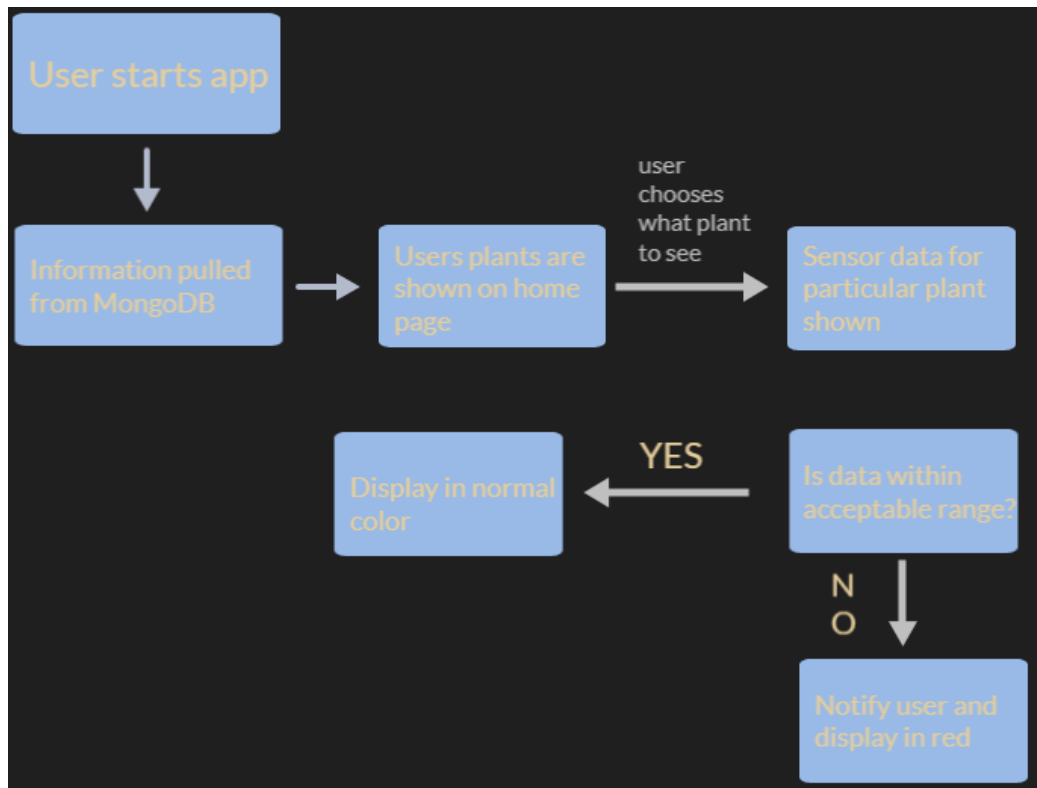 User starts app
Information pulled
from MongoDB
Users plants are
shown on home
page
user
chooses
what plant
to see
Sensor data for
particular plant
shown
Is data within
acceptable range?
YES
Display in normal
color
N
O
Notify user and
display in red